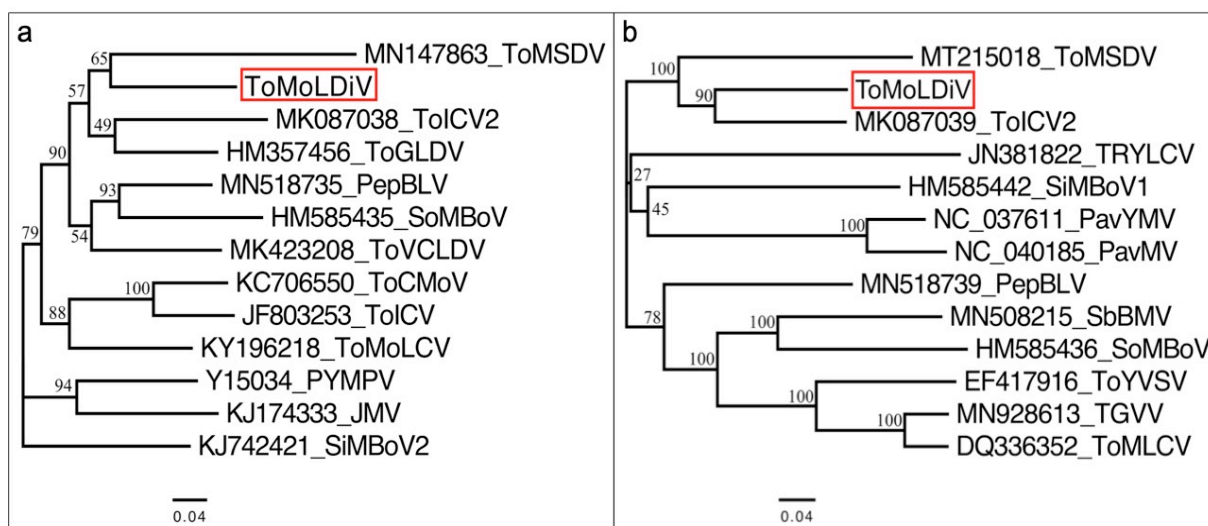 a
65
MN147863_ToMSDV
ToMoLDiV
57
MK087038_ToICV2
49
HM357456_ToGLDV
90
MN518735_PepBLV
93
HM585435_SoMBoV
54
MK423208_ToVCLDV
79
KC706550_ToCMoV
100
JF803253_ToICV
88
KY196218_ToMoLCV
Y15034_PYMPV
94
KJ174333_JMV
KJ742421_SiMBoV2
0.04
b
MT215018_ToMSDV
100
ToMoLDiV
90
MK087039_ToICV2
JN381822_TRYLCV
27
HM585442_SiMBoV1
45
NC_037611_PavYMV
100
NC_040185_PavMV
MN518739_PepBLV
78
MN508215_SbBMV
100
HM585436_SoMBoV
100
EF417916_ToYVSV
100
MN928613_TGVV
100
DQ336352_ToMLCV
0.04